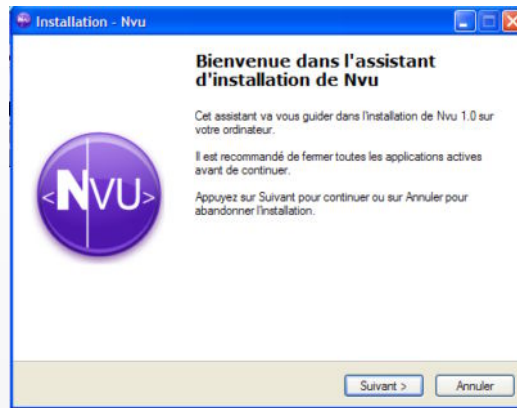 Installation - Nvu
Bienvenue dans l'assistant
d'installation de Nvu
Cet assistant va vous guider dans l'installation de Nvu 1.0 sur
votre ordinateur.
Il est recommandé de fermer toutes les applications actives
avant de continuer.
Appuyez sur Suivant pour continuer ou sur Annuler pour
abandonner l'installation.
<NVU>
Suivant >
Annuler